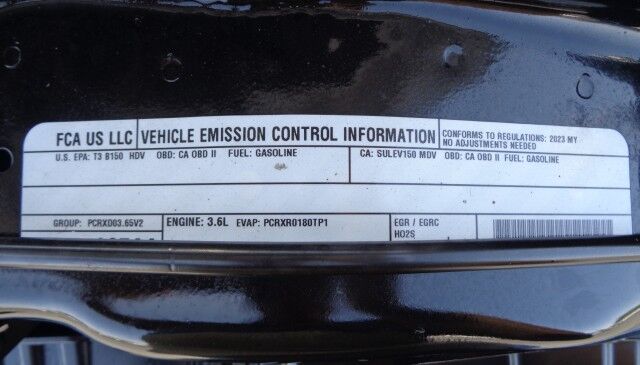 FCA US LLC VEHICLE EMISSION CONTROL INFORMATION
CONFORMS TO REGULATIONS: 2023 MY
NO ADJUSTMENTS NEEDED
U.S. EPA: T3 B150 HDV OBD: CA OBD II FUEL: GASOLINE
CA: SULEV150 MDV OBD: CA OBD II FUEL: GASOLINE
GROUP: PCRXD03.65V2
ENGINE: 3.6L EVAP: PCRXR0180TP1
EGR / EGRC
HO2S